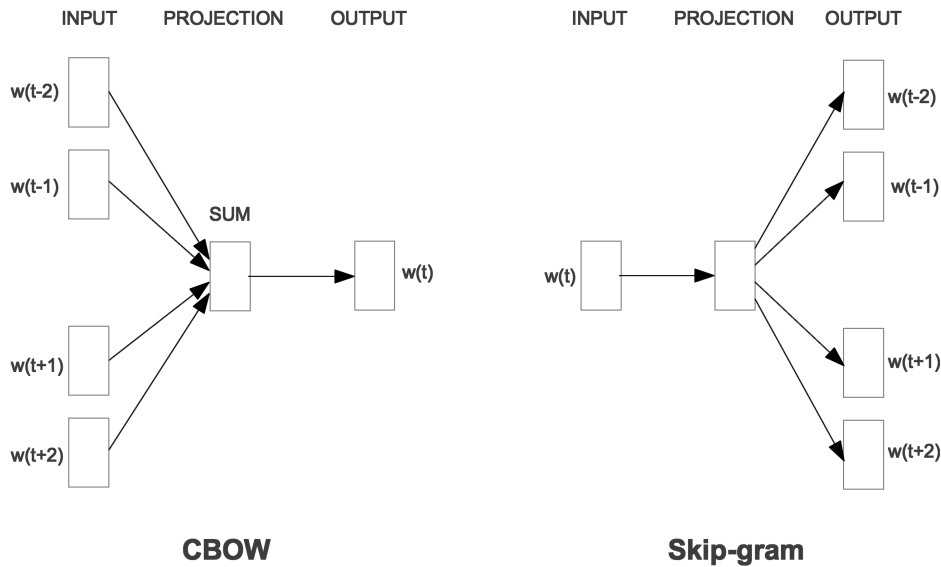 INPUT PROJECTION OUTPUT
w(t-2)
w(t-1)
SUM
w(t)
w(t+1)
w(t+2)
CBOW
INPUT PROJECTION OUTPUT
w(t-2)
w(t-1)
w(t)
w(t+1)
w(t+2)
Skip-gram